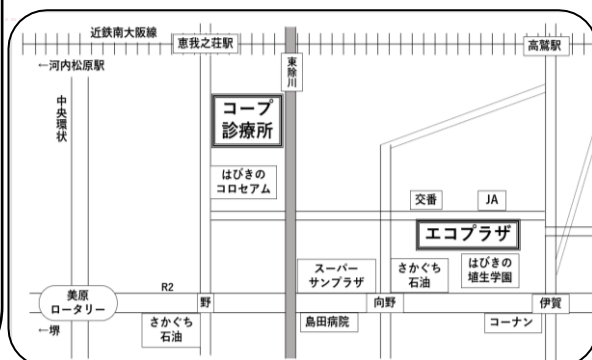 近鉄南大阪線
恵我之荘駅
高鷲駅
←河内松原駅
東除川
中央環状
コープ
診療所
はびきの
コロセアム
交番
JA
エコプラザ
スーパー
サンプラザ
さかぐち
石油
はびきの
埴生学園
R2
美原
ロータリー
野
向野
伊賀
←堺
さかぐち
石油
島田病院
コーナン